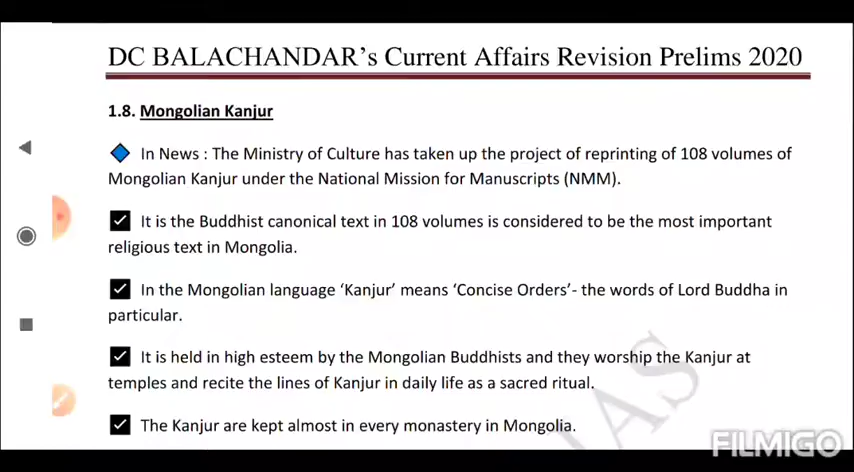 DC BALACHANDAR’s Current Affairs Revision Prelims 2020
1.8. Mongolian Kanjur
In News : The Ministry of Culture has taken up the project of reprinting of 108 volumes of
Mongolian Kanjur under the National Mission for Manuscripts (NMM).
It is the Buddhist canonical text in 108 volumes is considered to be the most important
religious text in Mongolia.
In the Mongolian language ‘Kanjur’ means ‘Concise Orders’- the words of Lord Buddha in
particular.
It is held in high esteem by the Mongolian Buddhists and they worship the Kanjur at
temples and recite the lines of Kanjur in daily life as a sacred ritual.
The Kanjur are kept almost in every monastery in Mongolia.
IAS
FILMIGO